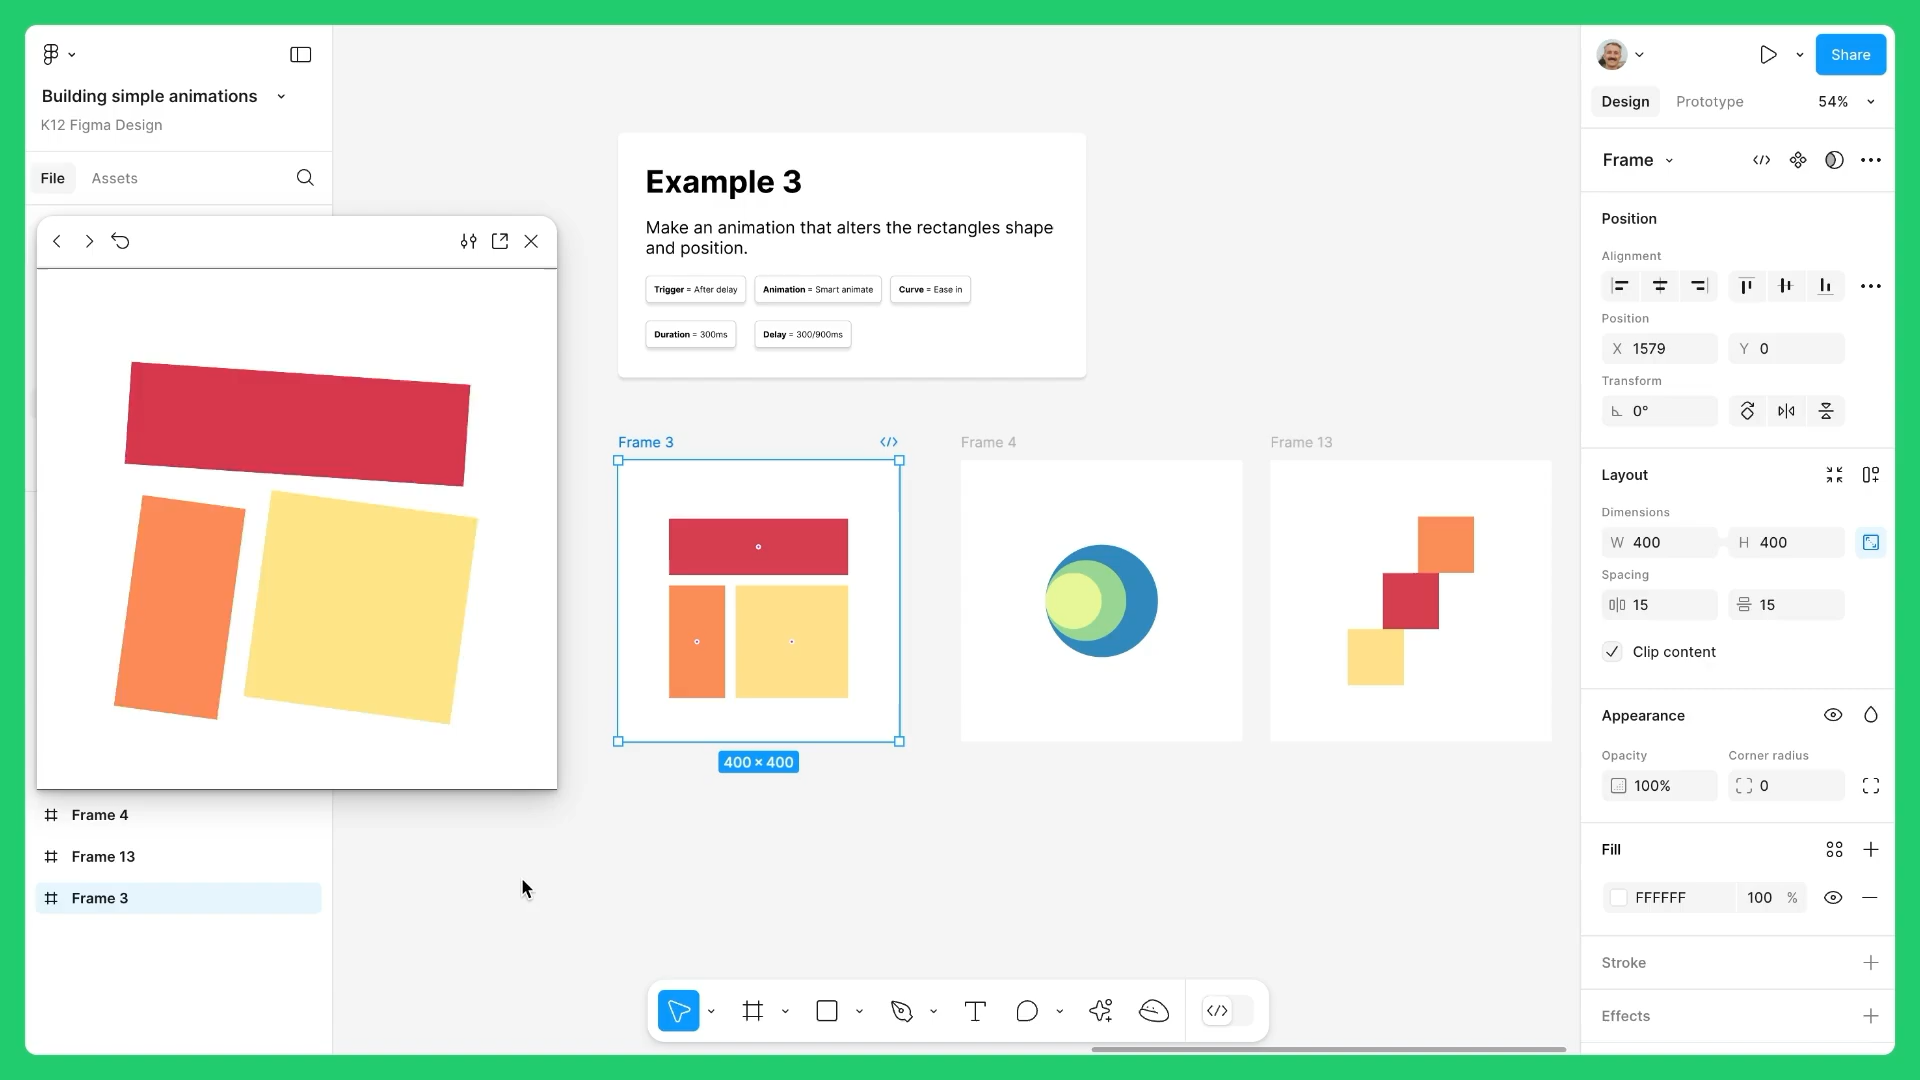 Building simple animations
K12 Figma Design
File
Assets
Frame 4
Frame 13
Frame 3
Example 3
Make an animation that alters the rectangles shape
and position.
Trigger = After delay
Animation = Smart animate
Curve = Ease in
Duration = 300ms
Delay = 300/900ms
Frame 3
Frame 4
Frame 13
400 × 400
Share
Design
Prototype
54%
Frame
Position
Alignment
Position
X 1579
Y 0
Transform
0°
Layout
Dimensions
W 400
H 400
Spacing
15
15
Clip content
Appearance
Opacity
Corner radius
100%
0
Fill
FFFFFF
100 %
Stroke
Effects